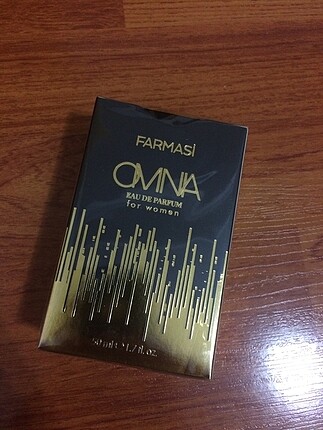 FARMASİ
OMNIA
EAU DE PARFUM
for women
50 ml e 1.7 fl. oz.